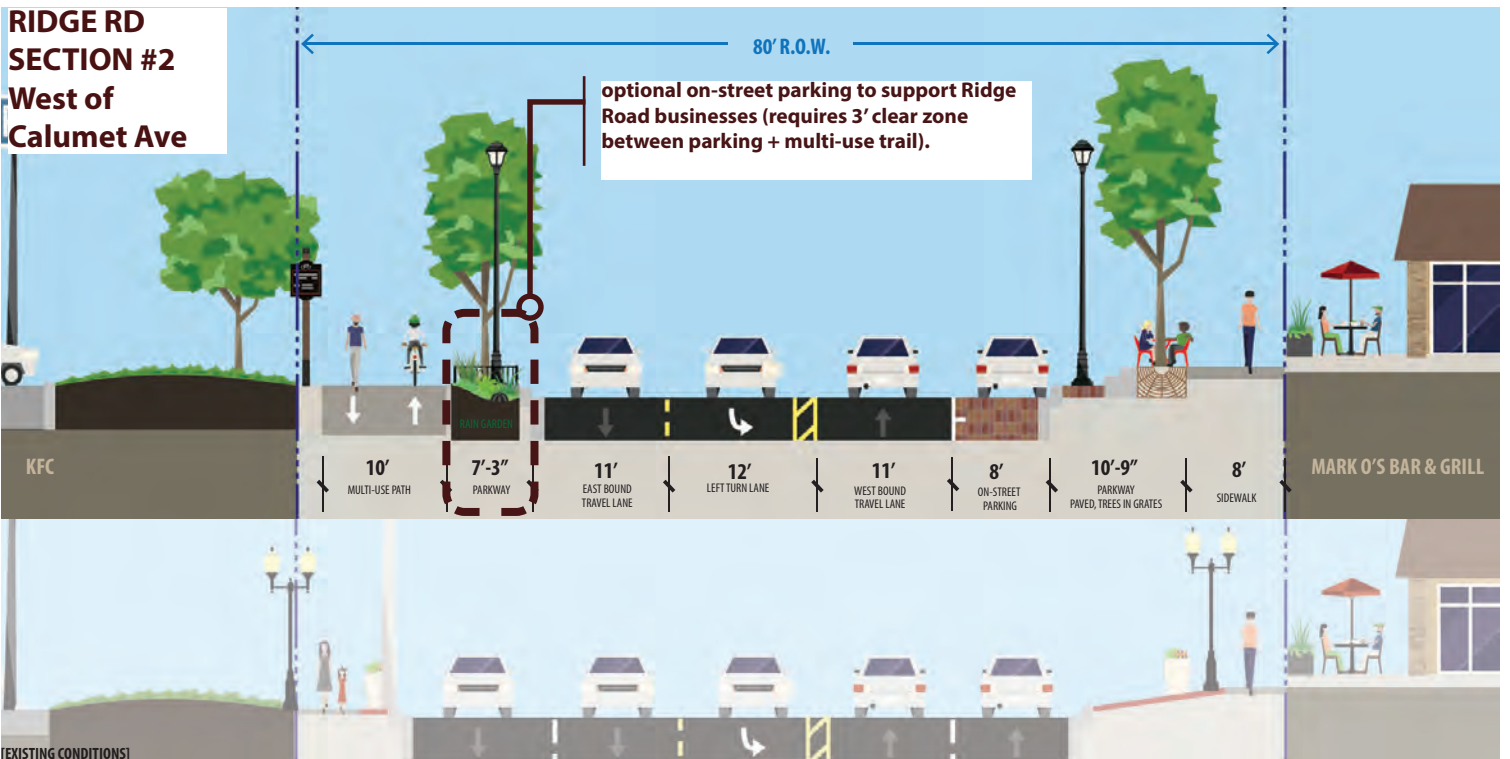 RIDGE RD
SECTION #2
West of
Calumet Ave
80’ R.O.W.
optional on-street parking to support Ridge
Road businesses (requires 3’ clear zone
between parking + multi-use trail).
RAIN GARDEN
KFC
10’
MULTI-USE PATH
7’-3”
PARKWAY
11’
EAST BOUND
TRAVEL LANE
12’
LEFT TURN LANE
11’
WEST BOUND
TRAVEL LANE
8’
ON-STREET
PARKING
10’-9”
PARKWAY
PAVED, TREES IN GRATES
8’
SIDEWALK
MARK O’S BAR & GRILL
[EXISTING CONDITIONS]